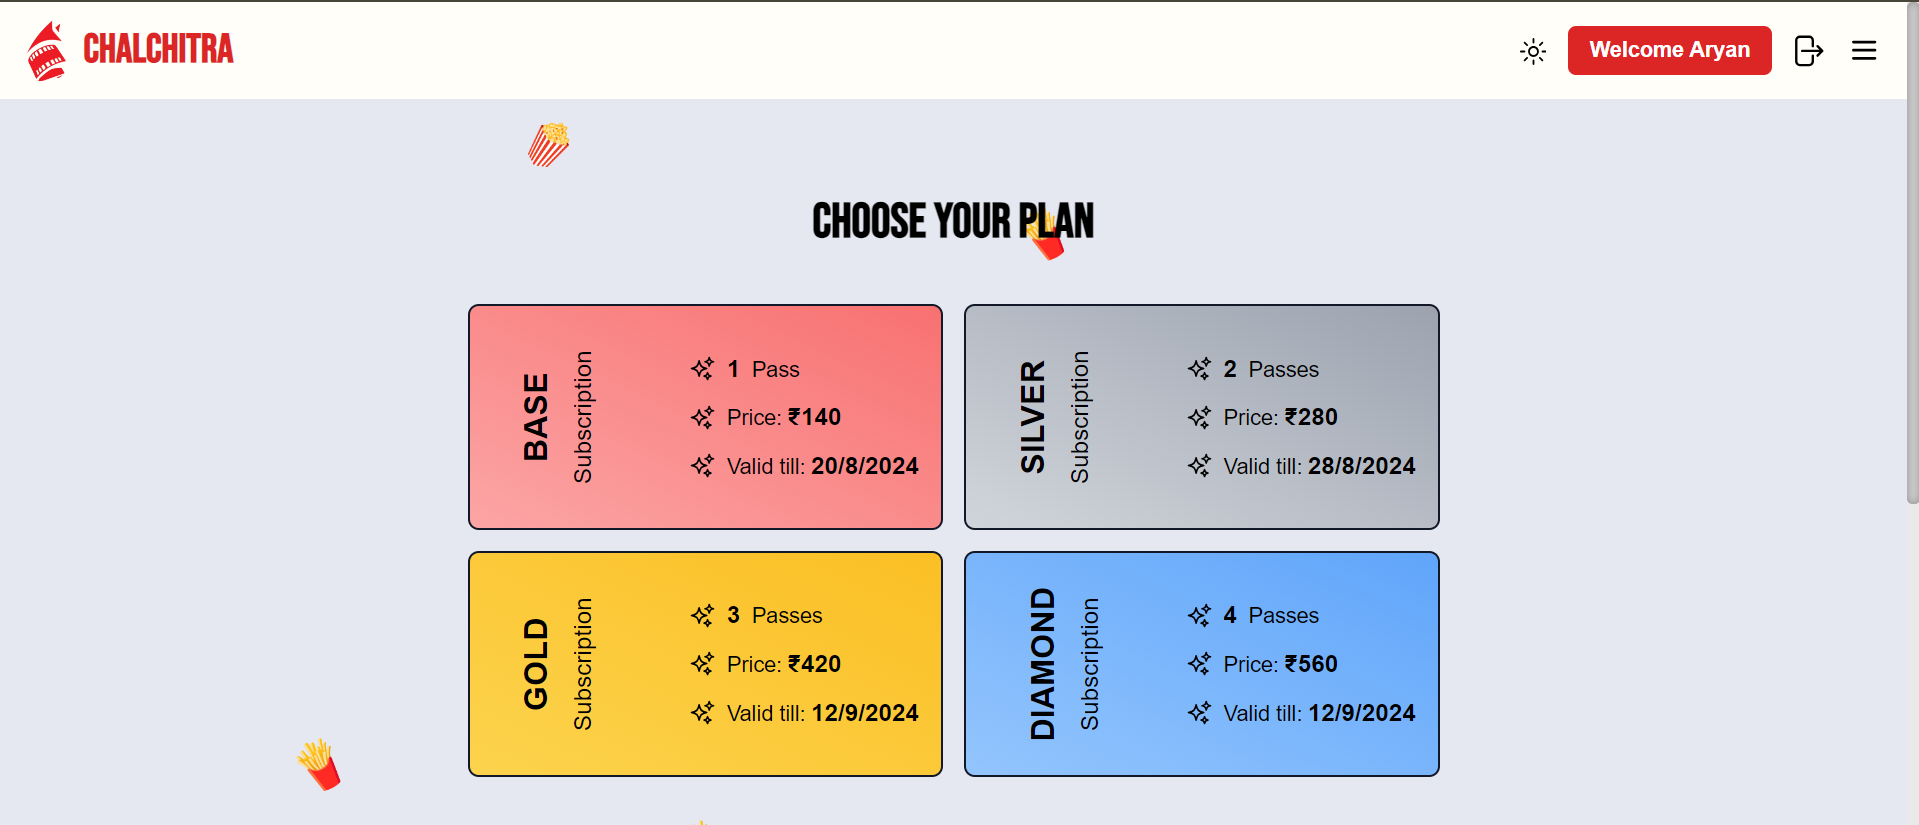 CHALCHITRA
Welcome Aryan
CHOOSE YOUR PLAN
BASE
Subscription
1 Pass
Price: ₹140
Valid till: 20/8/2024
SILVER
Subscription
2 Passes
Price: ₹280
Valid till: 28/8/2024
GOLD
Subscription
3 Passes
Price: ₹420
Valid till: 12/9/2024
DIAMOND
Subscription
4 Passes
Price: ₹560
Valid till: 12/9/2024